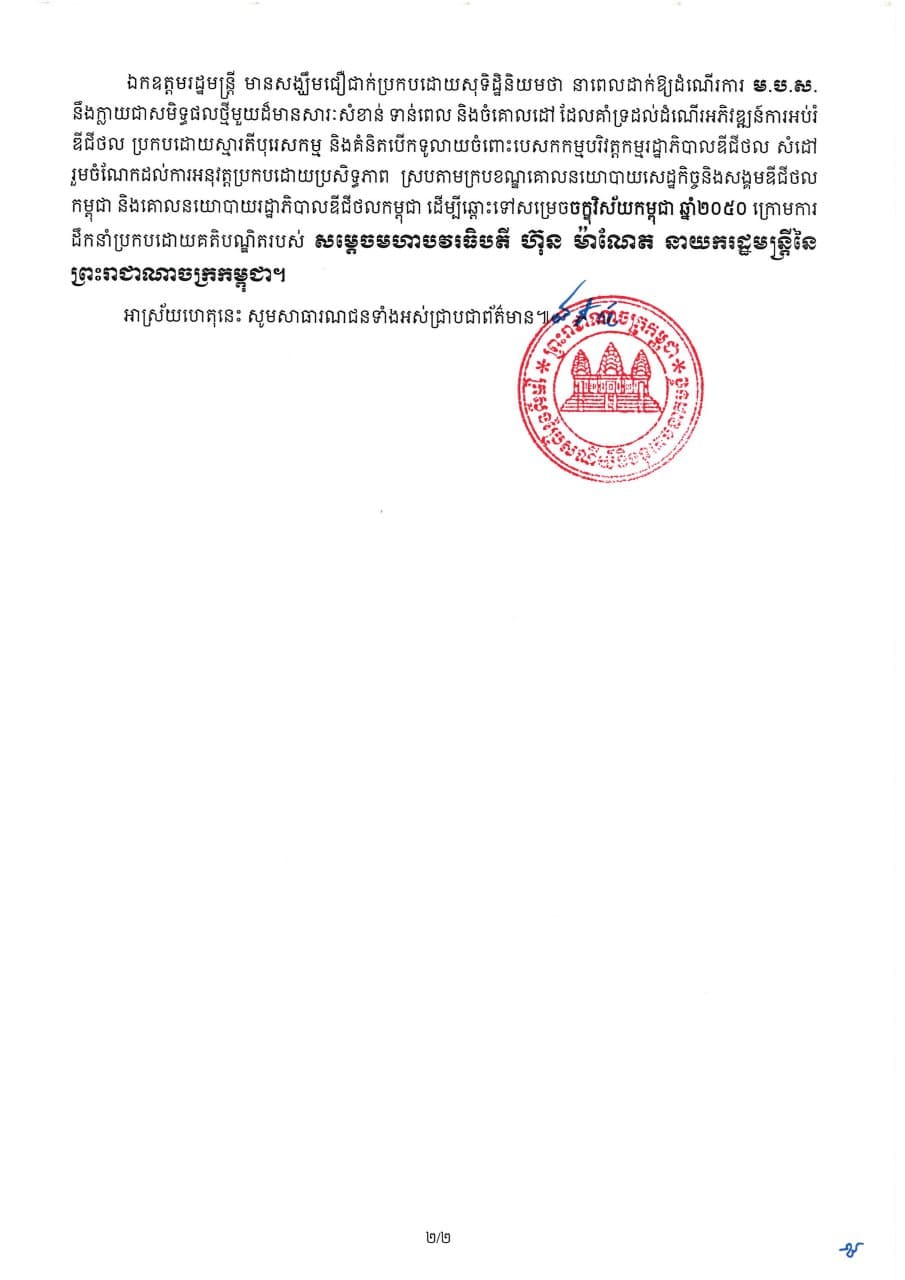 ឯកឧត្តមរដ្ឋមន្ត្រី មានសង្ឃឹមជឿជាក់ប្រកបដោយសុទិដ្ឋិនិយមថា នាពេលដាក់ឱ្យដំណើរការ ម.ប.ស.
នឹងក្លាយជាសមិទ្ធផលថ្មីមួយដ៏មានសារៈសំខាន់ ទាន់ពេល និងចំគោលដៅ ដែលគាំទ្រដល់ដំណើរអភិវឌ្ឍន៍ការអប់រំ
ឌីជីថល ប្រកបដោយស្មារតីបុរេសកម្ម និងគំនិតបើកទូលាយចំពោះបេសកកម្មបរិវត្តកម្មរដ្ឋាភិបាលឌីជីថល សំដៅ
រួមចំណែកដល់ការអនុវត្តប្រកបដោយប្រសិទ្ធភាព ស្របតាមក្របខណ្ឌគោលនយោបាយសេដ្ឋកិច្ចនិងសង្គមឌីជីថល
កម្ពុជា និងគោលនយោបាយរដ្ឋាភិបាលឌីជីថលកម្ពុជា ដើម្បីឆ្ពោះទៅសម្រេចចក្ខុវិស័យកម្ពុជា ឆ្នាំ២០៥០ ក្រោមការ
ដឹកនាំប្រកបដោយគតិបណ្ឌិតរបស់ សម្តេចមហាបវរធិបតី ហ៊ុន ម៉ាណែត នាយករដ្ឋមន្ត្រីនៃ
ព្រះរាជាណាចក្រកម្ពុជា។
អាស្រ័យហេតុនេះ សូមសាធារណជនទាំងអស់ជ្រាបជាព័ត៌មាន៕
ព្រះរាជាណាចក្រកម្ពុជា
ក្រសួងប្រៃសណីយ៍និងទូរគមនាគមន៍
២/២